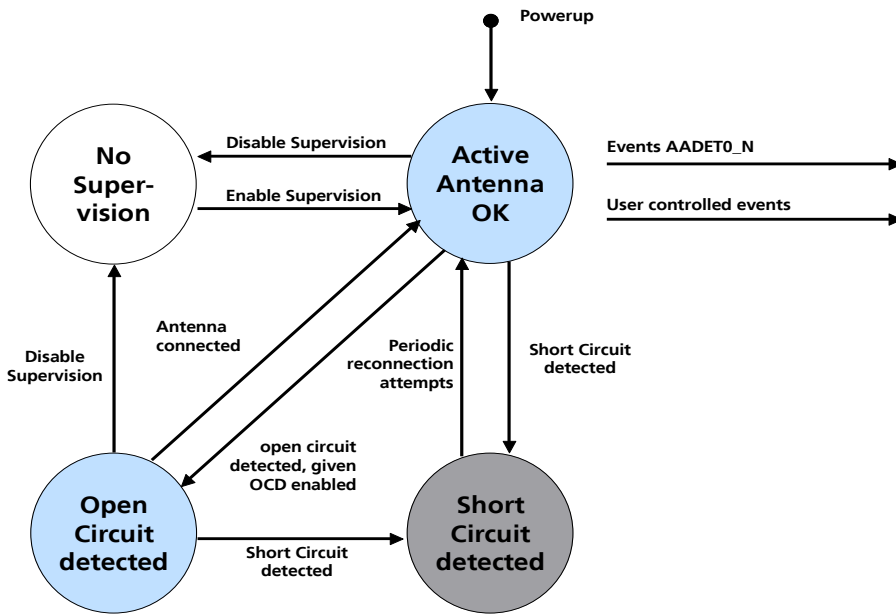 Powerup
Disable Supervision
No
Super-
vision
Active
Antenna
OK
Events AADET0_N
Enable Supervision
User controlled events
Antenna
connected
Periodic
reconnection
attempts
Short Circuit
detected
Disable
Supervision
open circuit
detected, given
OCD enabled
Open
Circuit
detected
Short Circuit
detected
Short
Circuit
detected